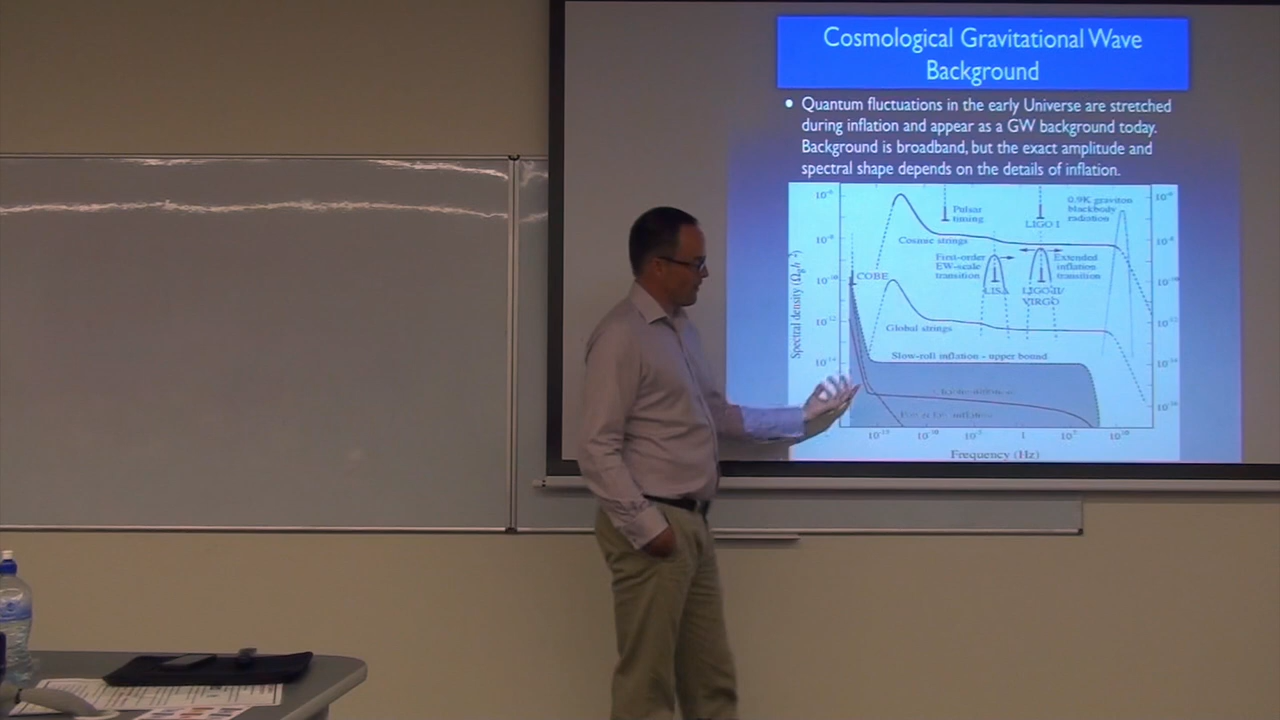 Cosmological Gravitational Wave
Background
• Quantum fluctuations in the early Universe are stretched
during inflation and appear as a GW background today.
Background is broadband, but the exact amplitude and
spectral shape depends on the details of inflation.
Pulsar
timing
LIGO I
0.9K graviton
blackbody
radiation
Cosmic strings
First-order
EW-scale
transition
Extended
inflation
transition
COBE
LISA
LIGO II/
VIRGO
Global strings
Slow-roll inflation - upper bound
Spectral density
1
Frequency (Hz)